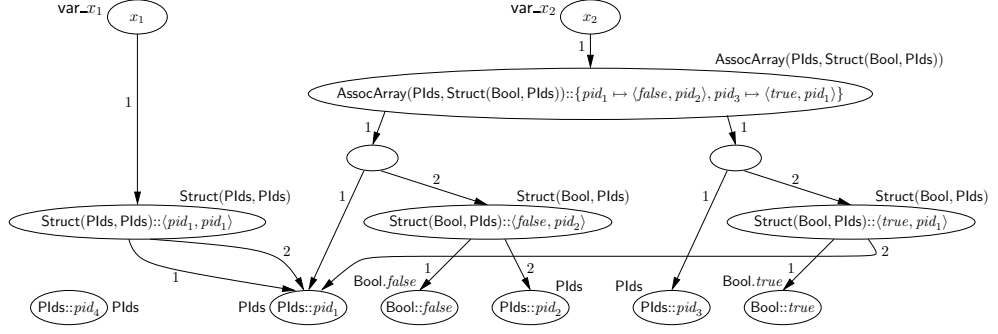 var_x₁
x₁
var_x₂
x₂
1
1
AssocArray(PIds, Struct(Bool, PIds))
AssocArray(PIds, Struct(Bool, PIds))::{pid₁ ↦ ⟨false, pid₂⟩, pid₃ ↦ ⟨true, pid₁⟩}
1
1
1
2
1
2
Struct(PIds, PIds)
Struct(Bool, PIds)
Struct(Bool, PIds)
Struct(PIds, PIds)::⟨pid₁, pid₁⟩
Struct(Bool, PIds)::⟨false, pid₂⟩
Struct(Bool, PIds)::⟨true, pid₁⟩
1
2
1
2
1
2
Bool.false
PIds
PIds
Bool.true
PIds::pid₄
PIds
PIds
PIds::pid₁
Bool::false
PIds::pid₂
PIds::pid₃
Bool::true